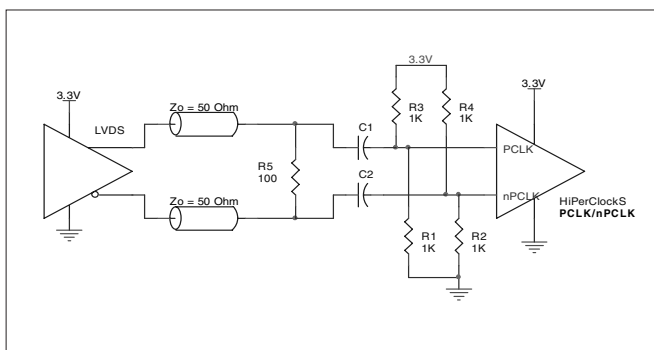 3.3V
3.3V
3.3V
Zo = 50 Ohm
LVDS
R3
1K
R4
1K
C1
PCLK
R5
100
C2
Zo = 50 Ohm
nPCLK
HiPerClockS
PCLK/nPCLK
R1
1K
R2
1K